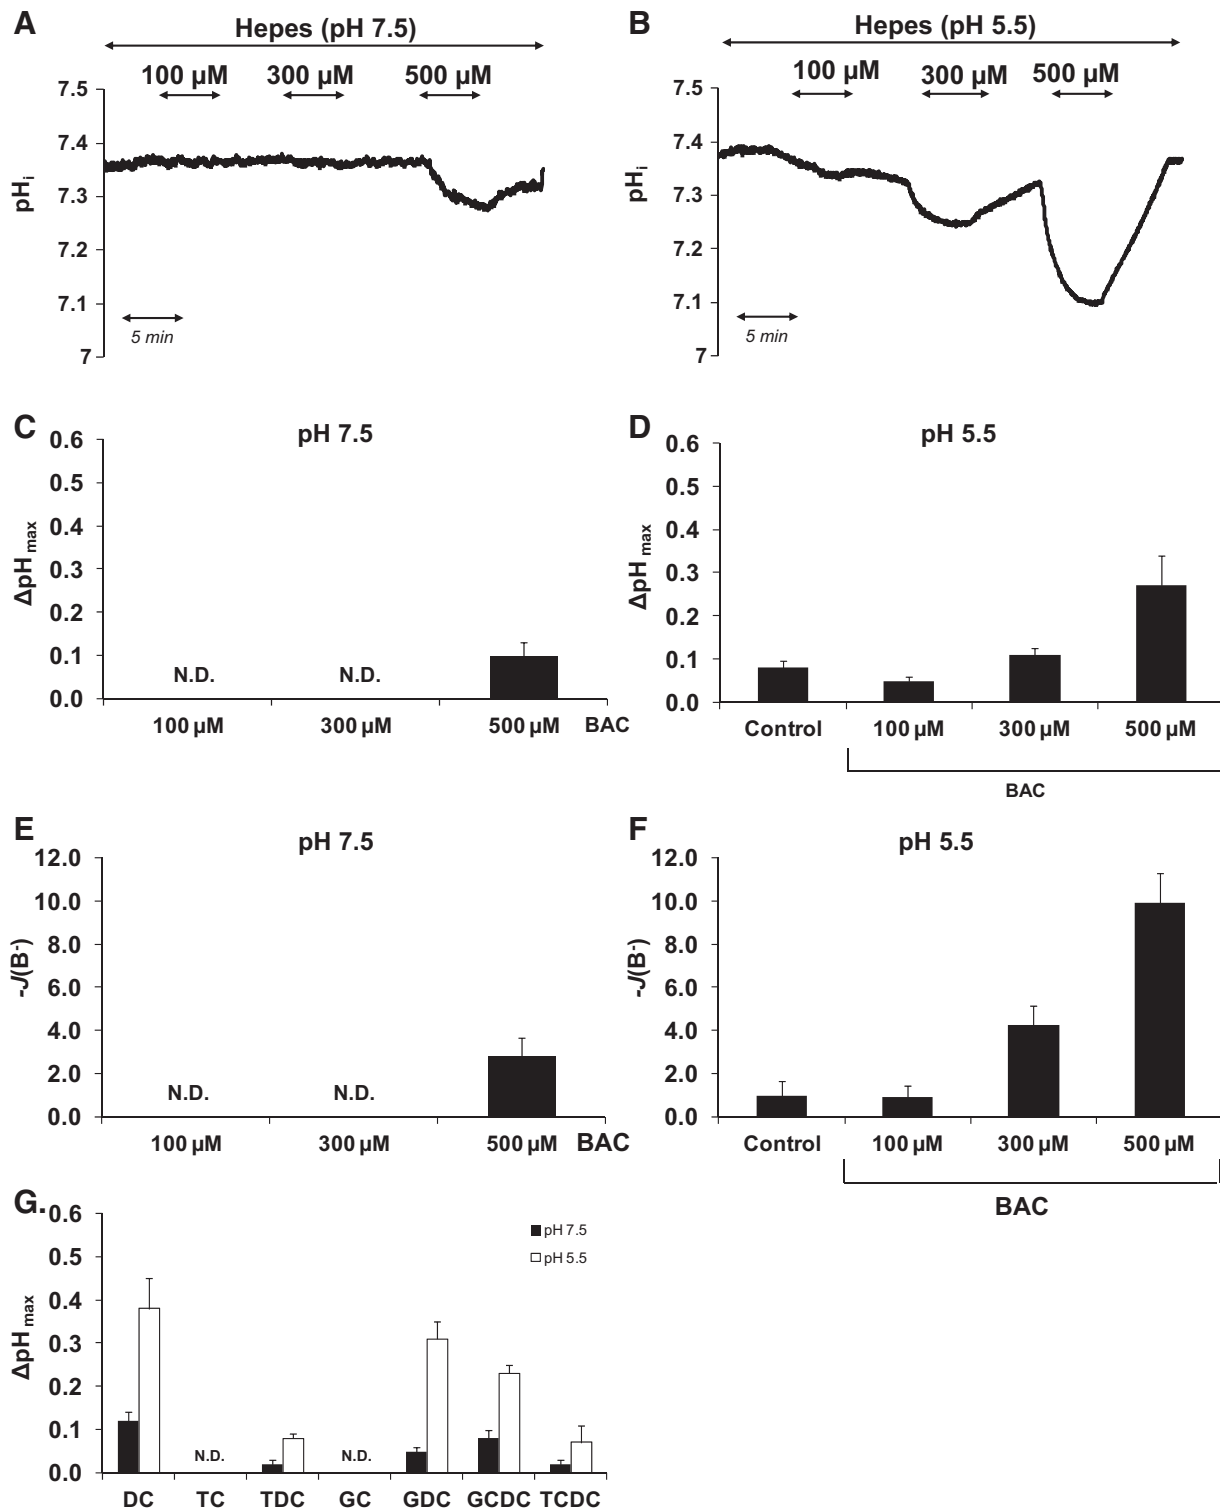 A
Hepes (pH 7.5)
100 µM 300 µM 500 µM
7.5
7.4
7.3
7.2
7.1
7
pHi
5 min
B
Hepes (pH 5.5)
100 µM 300 µM 500 µM
7.5
7.4
7.3
7.2
7.1
7
pHi
5 min
C
pH 7.5
0.6
0.5
0.4
0.3
0.2
0.1
0.0
ΔpH max
N.D. N.D.
100 µM 300 µM 500 µM BAC
D
pH 5.5
0.6
0.5
0.4
0.3
0.2
0.1
0.0
ΔpH max
Control 100 µM 300 µM 500 µM
BAC
E
pH 7.5
12.0
10.0
8.0
6.0
4.0
2.0
0.0
-J(B-)
N.D. N.D.
100 µM 300 µM 500 µM BAC
F
pH 5.5
12.0
10.0
8.0
6.0
4.0
2.0
0.0
-J(B-)
Control 100 µM 300 µM 500 µM
BAC
G.
0.6
0.5
0.4
0.3
0.2
0.1
0.0
ΔpH max
pH 7.5
pH 5.5
N.D. N.D.
DC TC TDC GC GDC GCDC TCDC